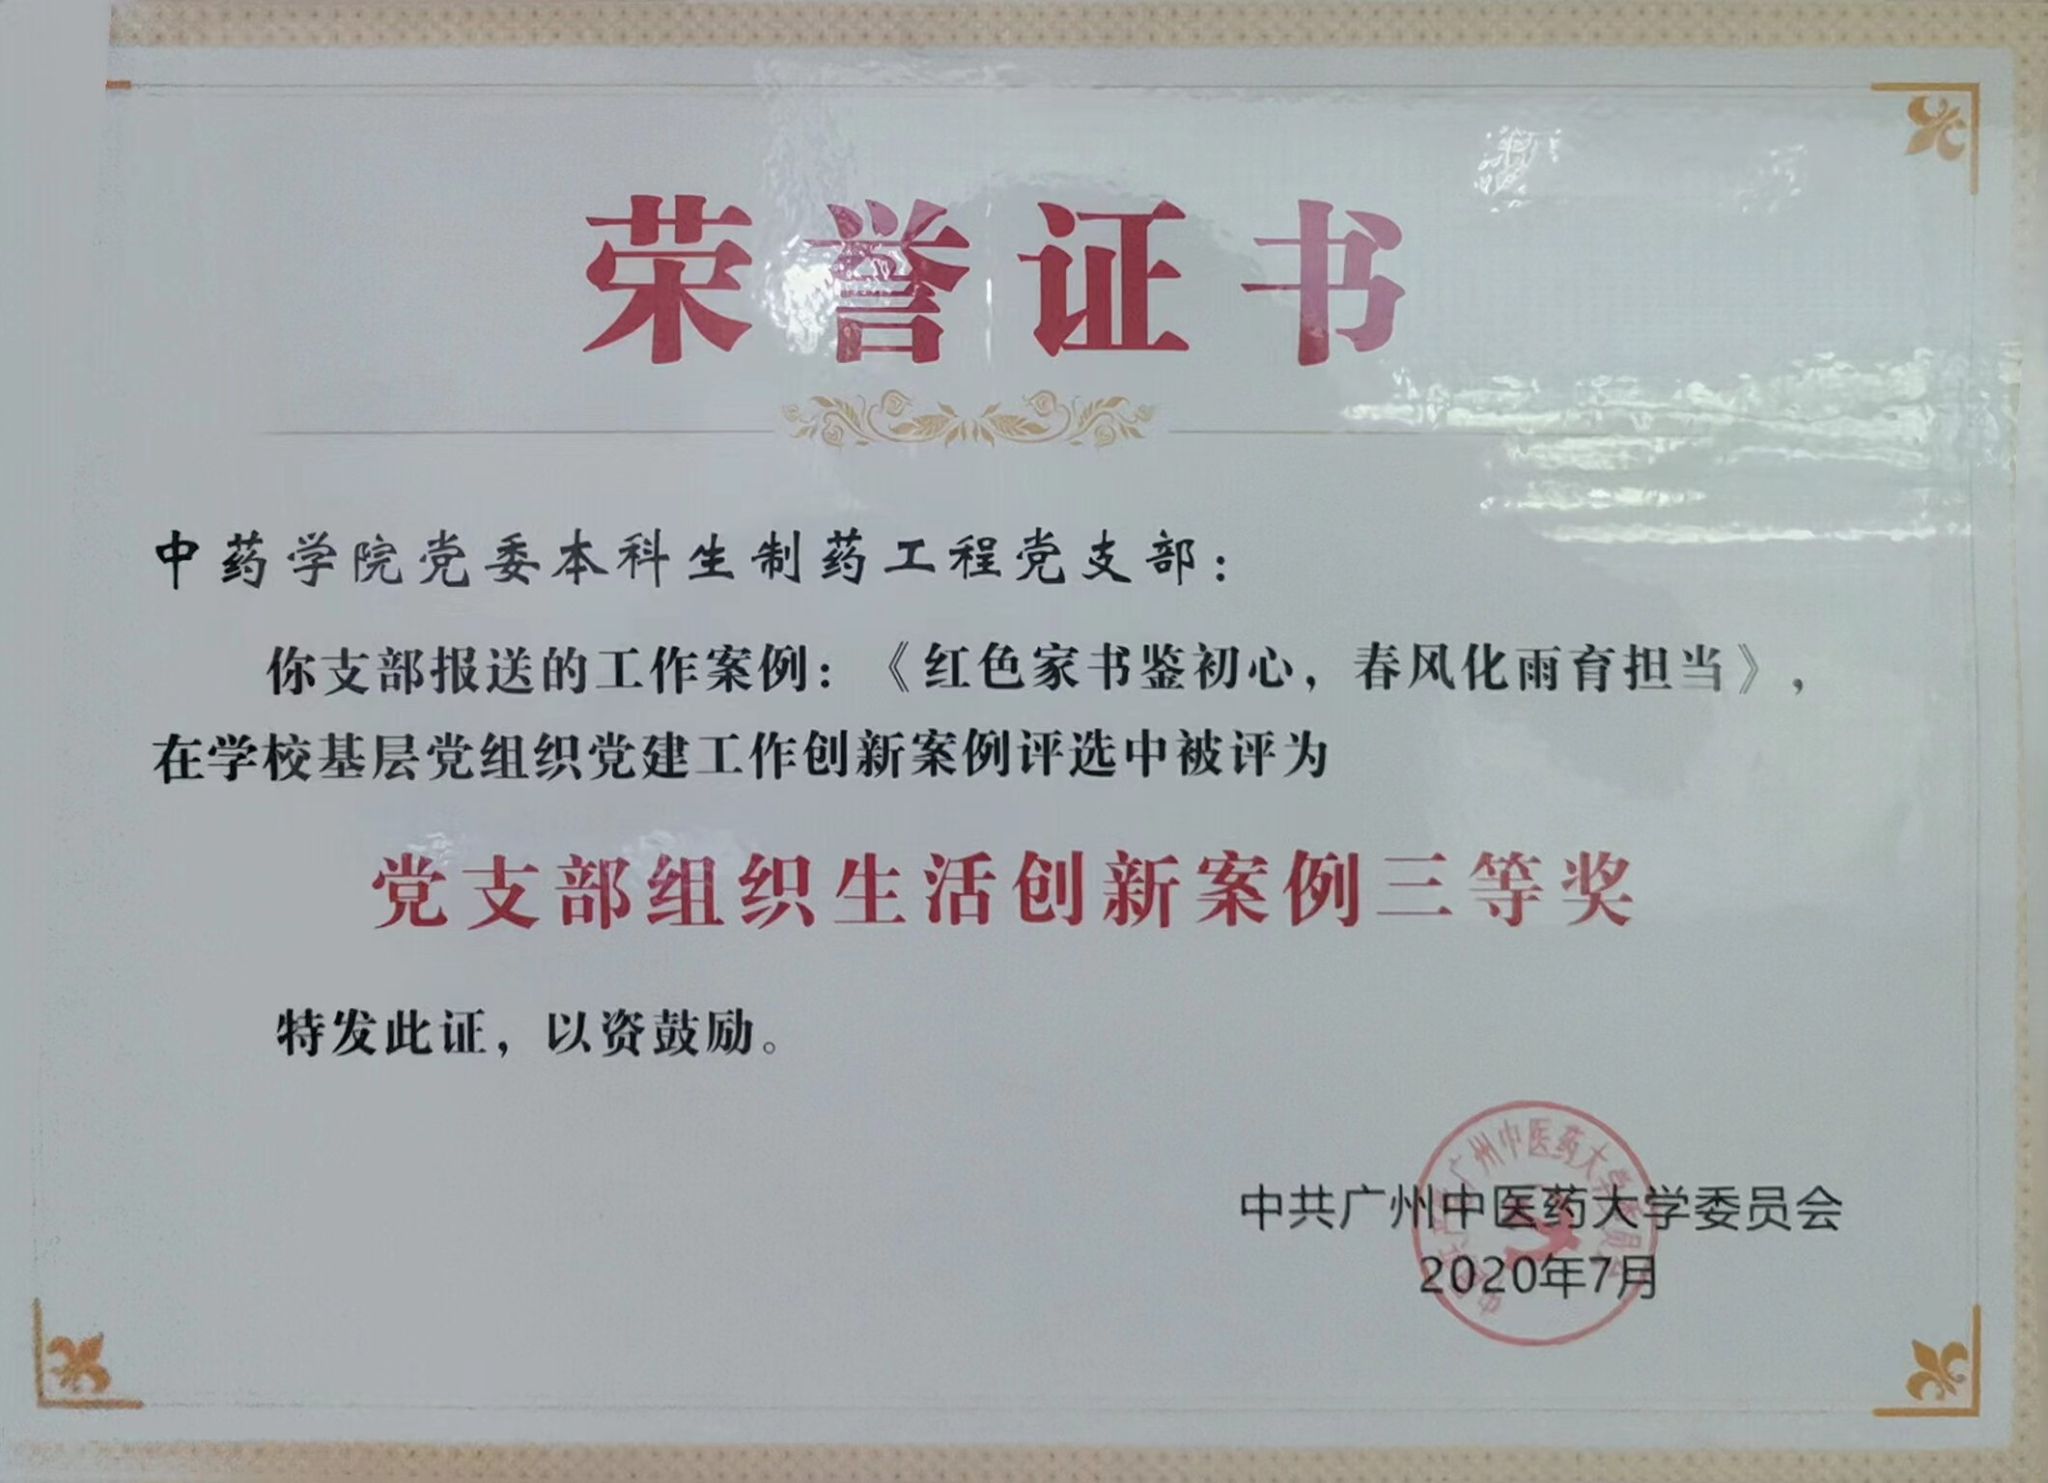 荣誉证书
中药学院党委本科生制药工程党支部：
你支部报送的工作案例：《红色家书鉴初心，春风化雨育担当》，
在学校基层党组织党建工作创新案例评选中被评为
党支部组织生活创新案例三等奖
特发此证，以资鼓励。
中共广州中医药大学委员会
2020年7月